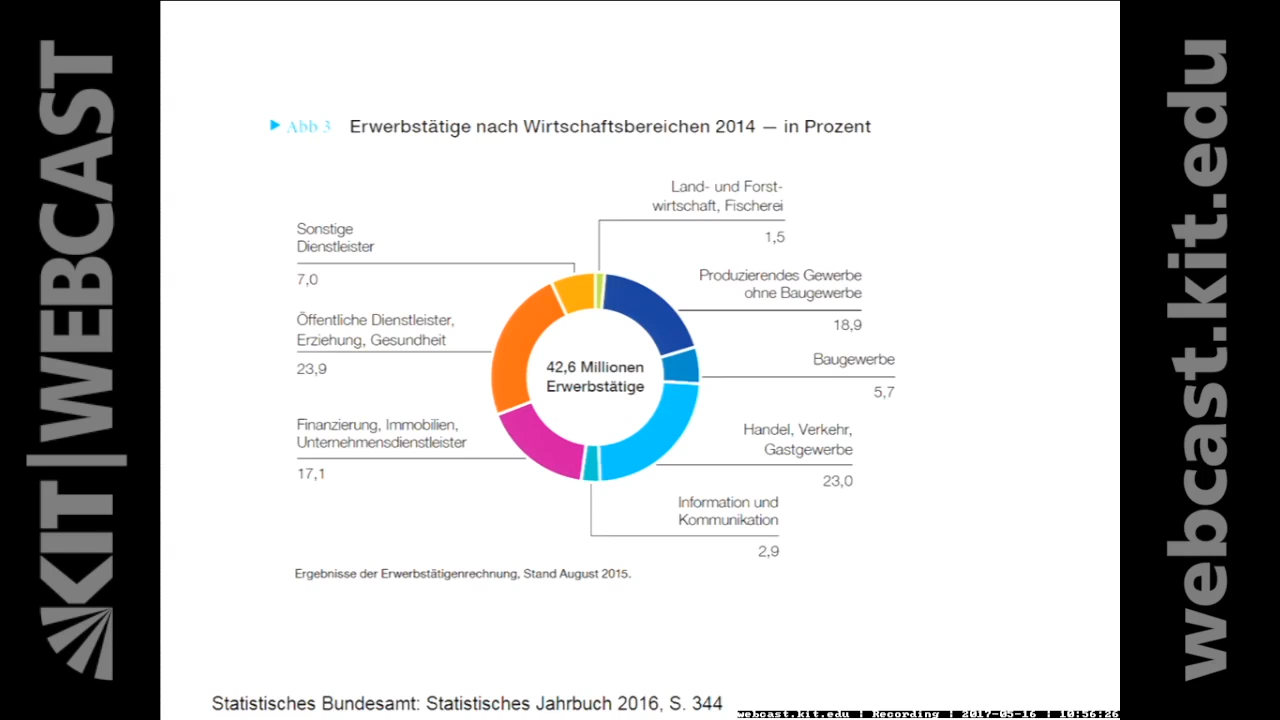 KIT | WEBCAST
▶ Abb 3 Erwerbstätige nach Wirtschaftsbereichen 2014 — in Prozent
Land- und Forst-
wirtschaft, Fischerei
1,5
Sonstige
Dienstleister
7,0
Produzierendes Gewerbe
ohne Baugewerbe
18,9
Öffentliche Dienstleister,
Erziehung, Gesundheit
23,9
Baugewerbe
5,7
42,6 Millionen
Erwerbstätige
Finanzierung, Immobilien,
Unternehmensdienstleister
17,1
Handel, Verkehr,
Gastgewerbe
23,0
Information und
Kommunikation
2,9
Ergebnisse der Erwerbstätigenrechnung, Stand August 2015.
Statistisches Bundesamt: Statistisches Jahrbuch 2016, S. 344
webcast.kit.edu | Recording | 2017-05-16 | 10:56:26
webcast.kit.edu